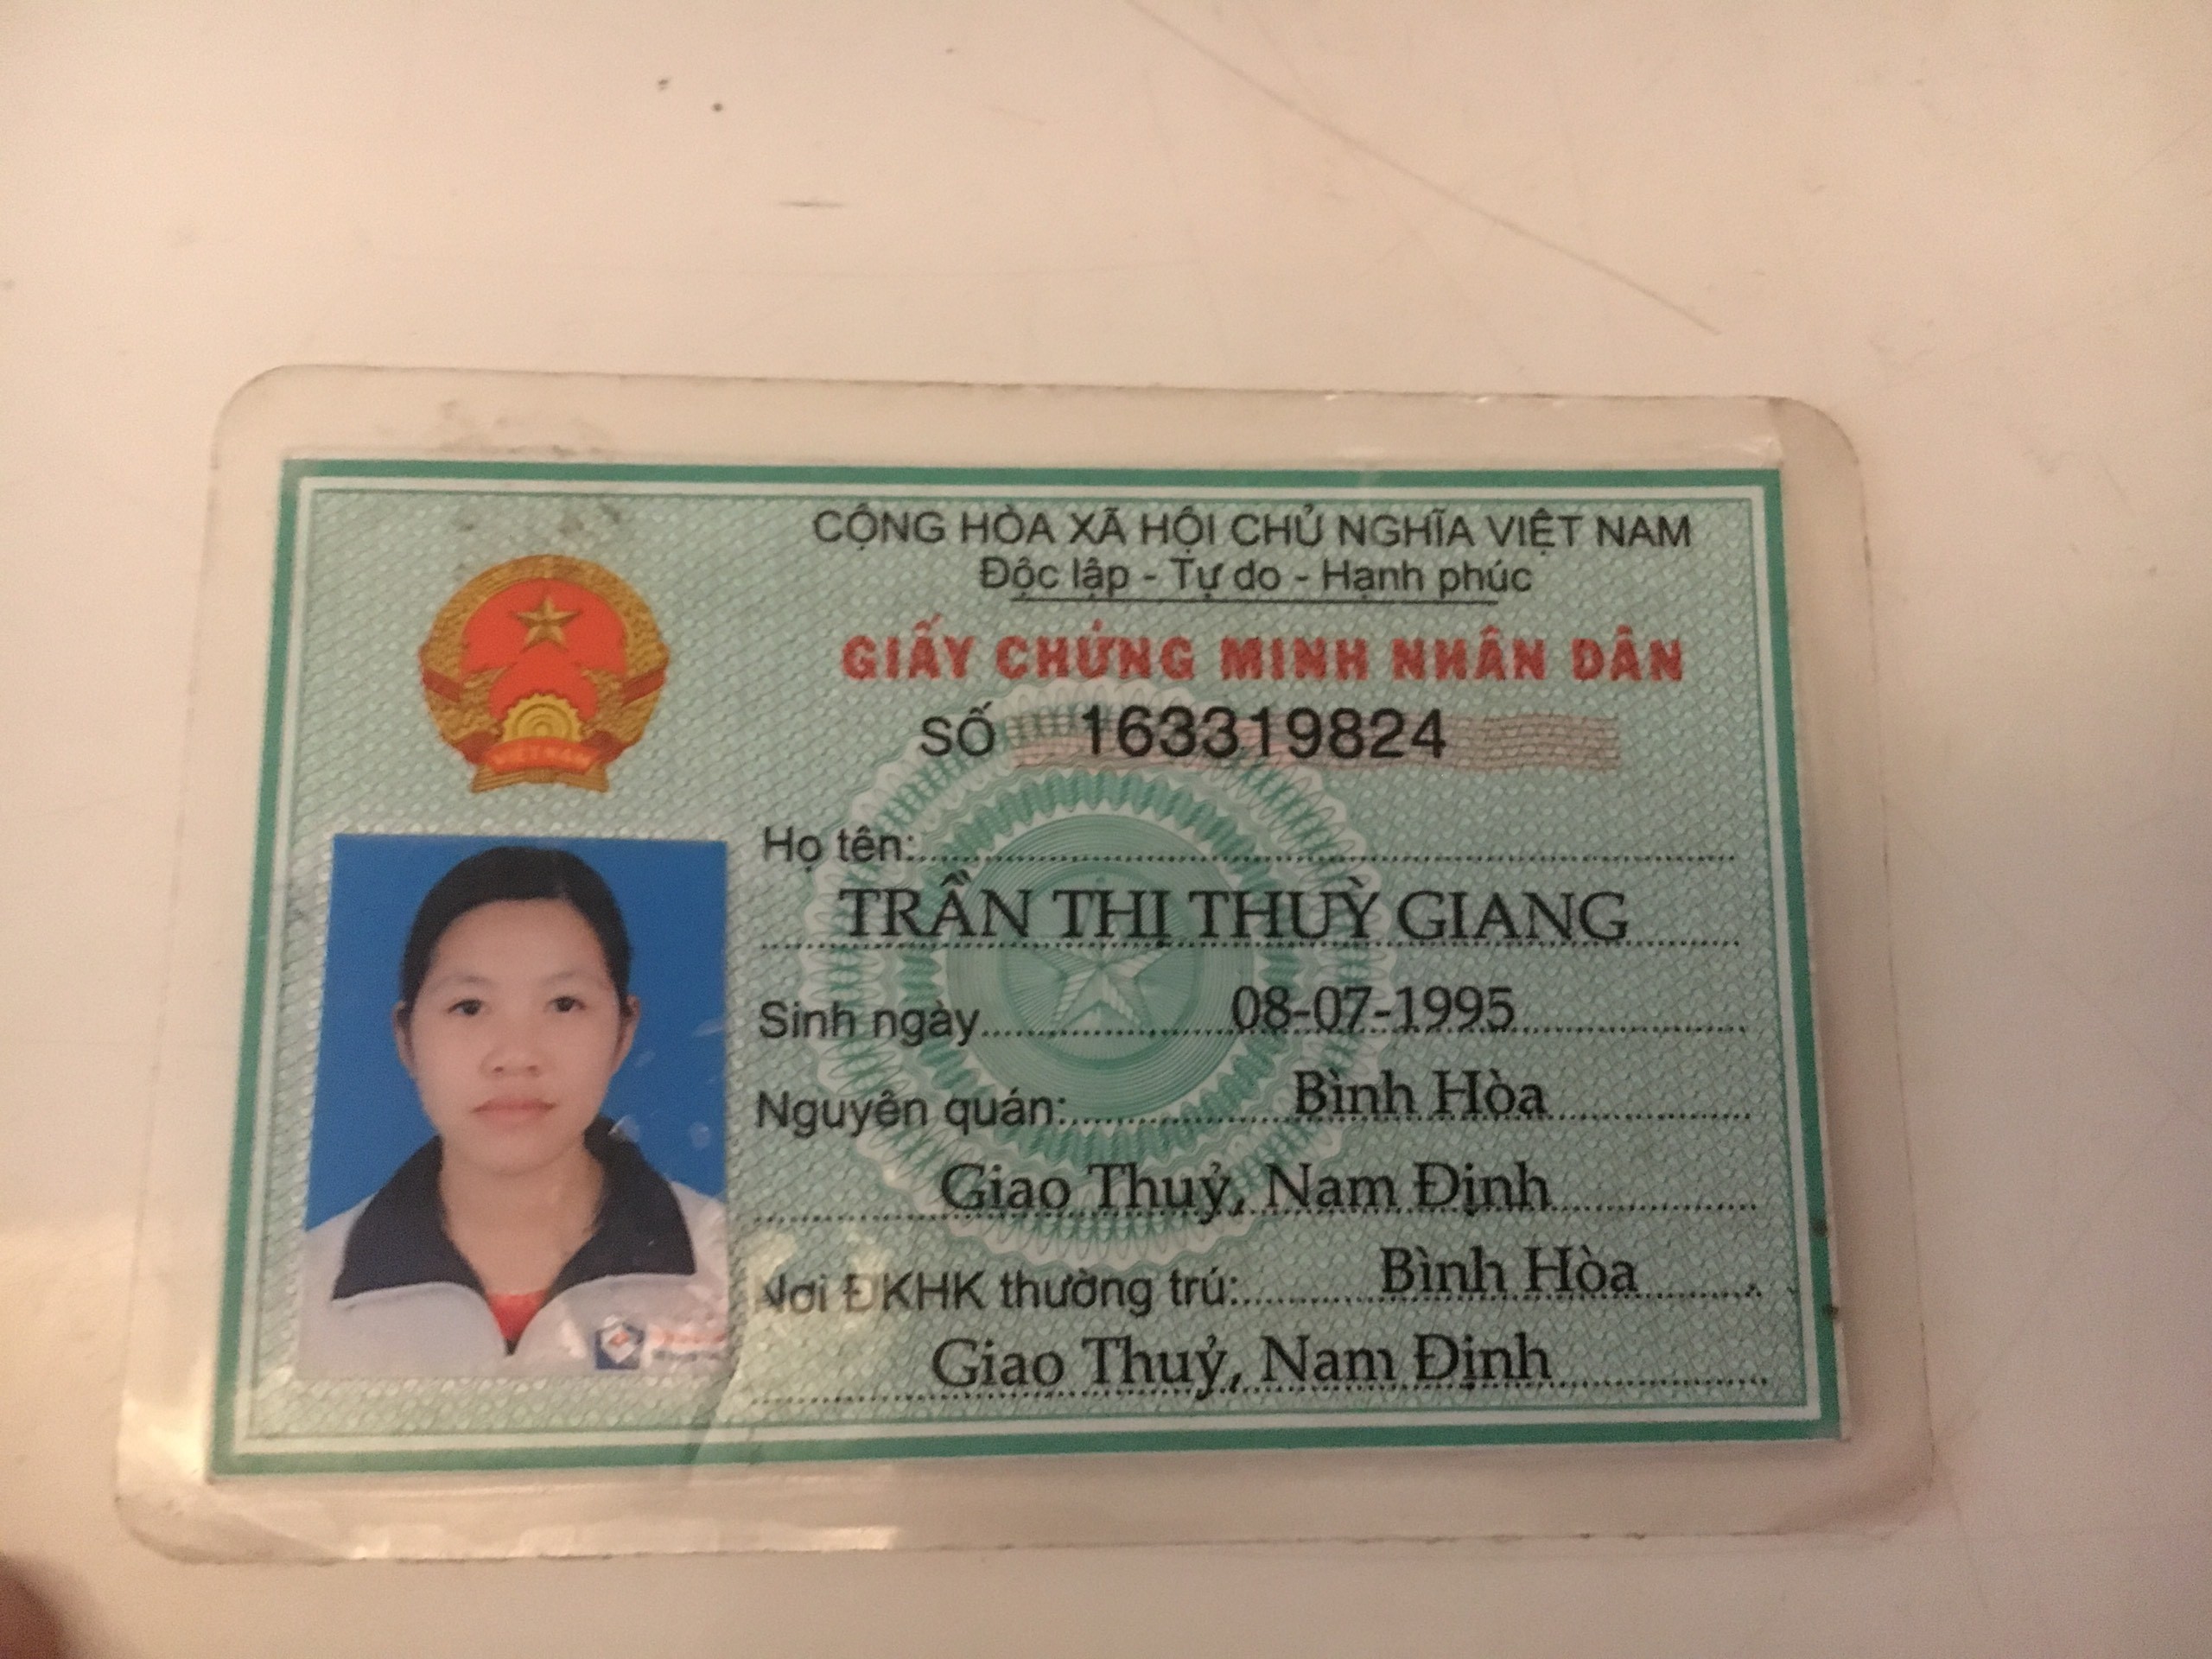 CỘNG HÒA XÃ HỘI CHỦ NGHĨA VIỆT NAM
Độc lập - Tự do - Hạnh phúc
GIẤY CHỨNG MINH NHÂN DÂN
SỐ 163319824
Họ tên:
TRẦN THỊ THUỲ GIANG
Sinh ngày 08-07-1995
Nguyên quán: Bình Hòa
Giao Thuỷ, Nam Định
Nơi ĐKHK thường trú: Bình Hòa
Giao Thuỷ, Nam Định
VIỆT NAM